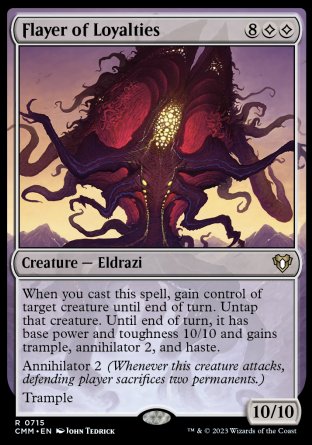 Flayer of Loyalties 8◇◇
Creature — Eldrazi
When you cast this spell, gain control of
target creature until end of turn. Untap
that creature. Until end of turn, it has
base power and toughness 10/10 and gains
trample, annihilator 2, and haste.
Annihilator 2 (Whenever this creature attacks,
defending player sacrifices two permanents.)
Trample
10/10
R 0715
CMM • EN John Tedrick ™ & © 2023 Wizards of the Coast